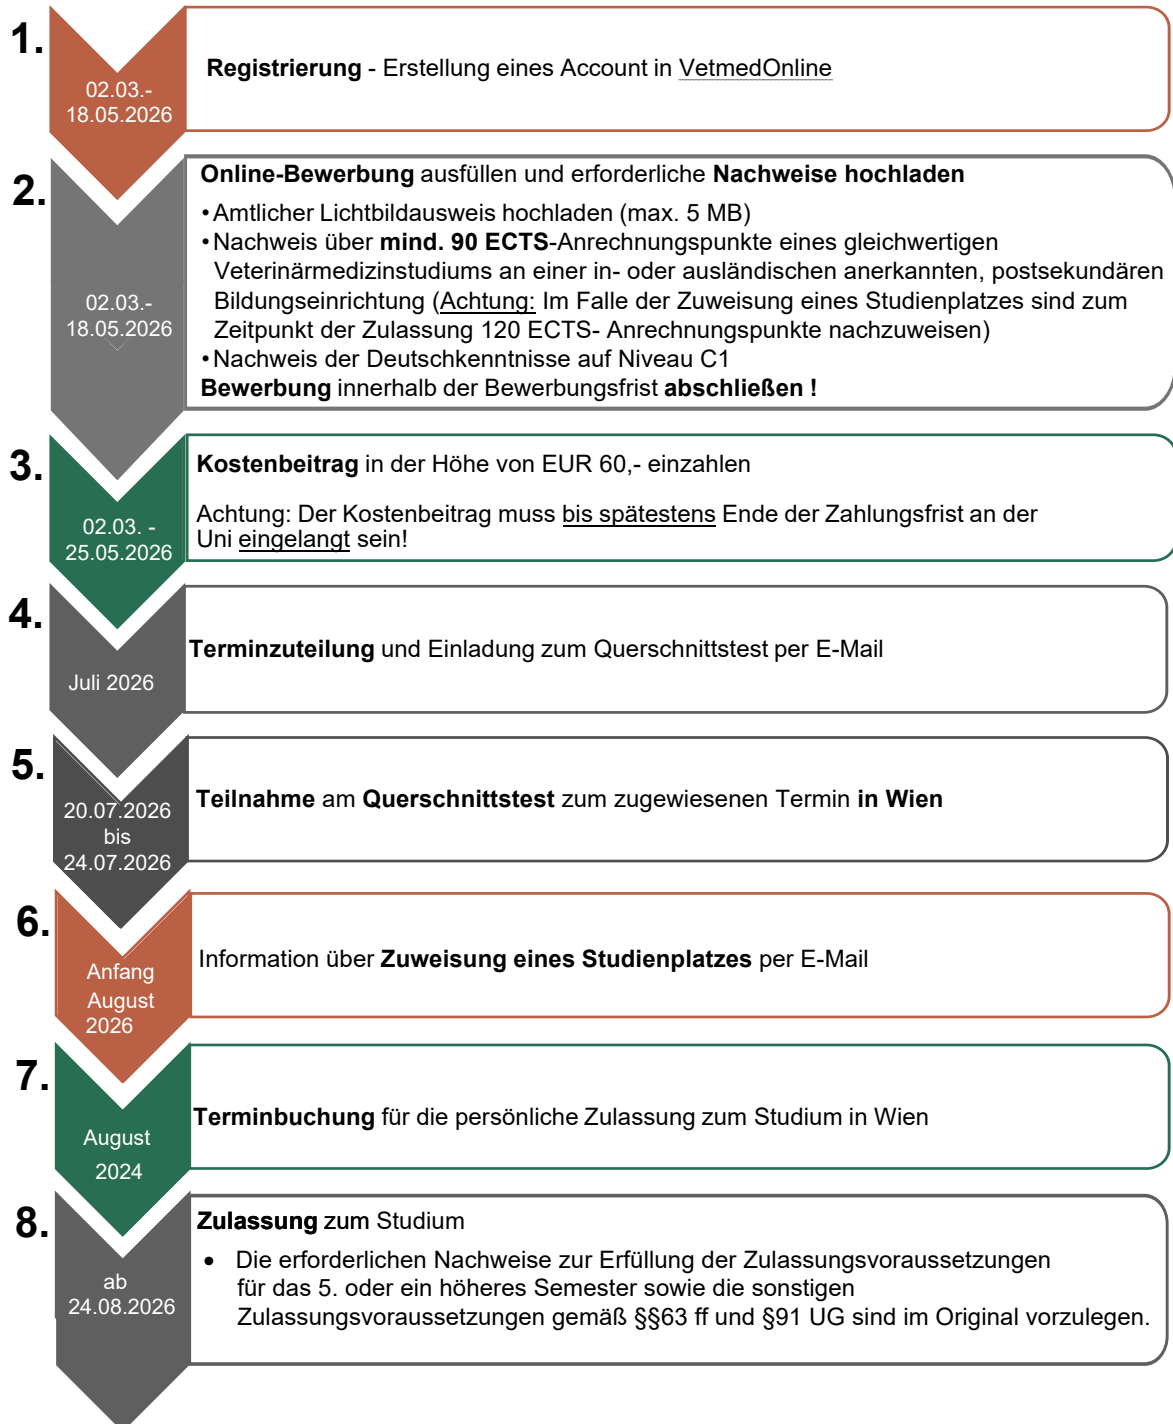 1.
02.03.-
18.05.2026
Registrierung - Erstellung eines Account in VetmedOnline
2.
02.03.-
18.05.2026
Online-Bewerbung ausfüllen und erforderliche Nachweise hochladen
•Amtlicher Lichtbildausweis hochladen (max. 5 MB)
•Nachweis über mind. 90 ECTS-Anrechnungspunkte eines gleichwertigen
Veterinärmedizinstudiums an einer in- oder ausländischen anerkannten, postsekundären
Bildungseinrichtung (Achtung: Im Falle der Zuweisung eines Studienplatzes sind zum
Zeitpunkt der Zulassung 120 ECTS- Anrechnungspunkte nachzuweisen)
•Nachweis der Deutschkenntnisse auf Niveau C1
Bewerbung innerhalb der Bewerbungsfrist abschließen !
3.
02.03. -
25.05.2026
Kostenbeitrag in der Höhe von EUR 60,- einzahlen
Achtung: Der Kostenbeitrag muss bis spätestens Ende der Zahlungsfrist an der
Uni eingelangt sein!
4.
Juli 2026
Terminzuteilung und Einladung zum Querschnittstest per E-Mail
5.
20.07.2026
bis
24.07.2026
Teilnahme am Querschnittstest zum zugewiesenen Termin in Wien
6.
Anfang
August
2026
Information über Zuweisung eines Studienplatzes per E-Mail
7.
August
2024
Terminbuchung für die persönliche Zulassung zum Studium in Wien
8.
ab
24.08.2026
Zulassung zum Studium
• Die erforderlichen Nachweise zur Erfüllung der Zulassungsvoraussetzungen
für das 5. oder ein höheres Semester sowie die sonstigen
Zulassungsvoraussetzungen gemäß §§63 ff und §91 UG sind im Original vorzulegen.